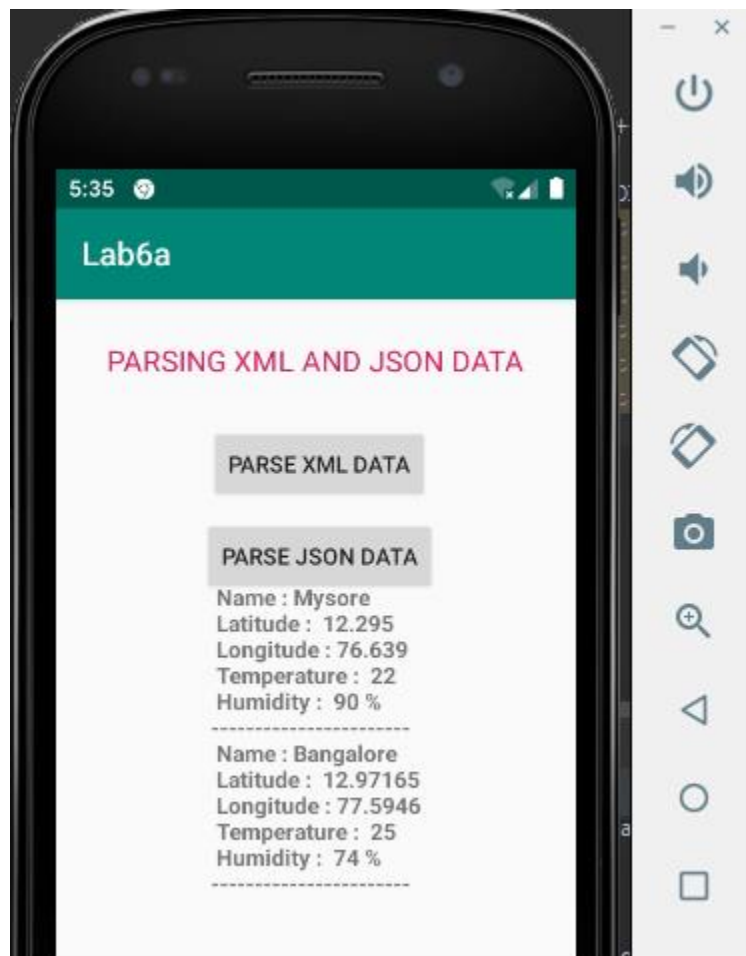 5:35
Lab6a
PARSING XML AND JSON DATA
PARSE XML DATA
PARSE JSON DATA
Name : Mysore
Latitude :  12.295
Longitude : 76.639
Temperature :  22
Humidity :  90 %
-----------------------
Name : Bangalore
Latitude :  12.97165
Longitude : 77.5946
Temperature :  25
Humidity :  74 %
-----------------------